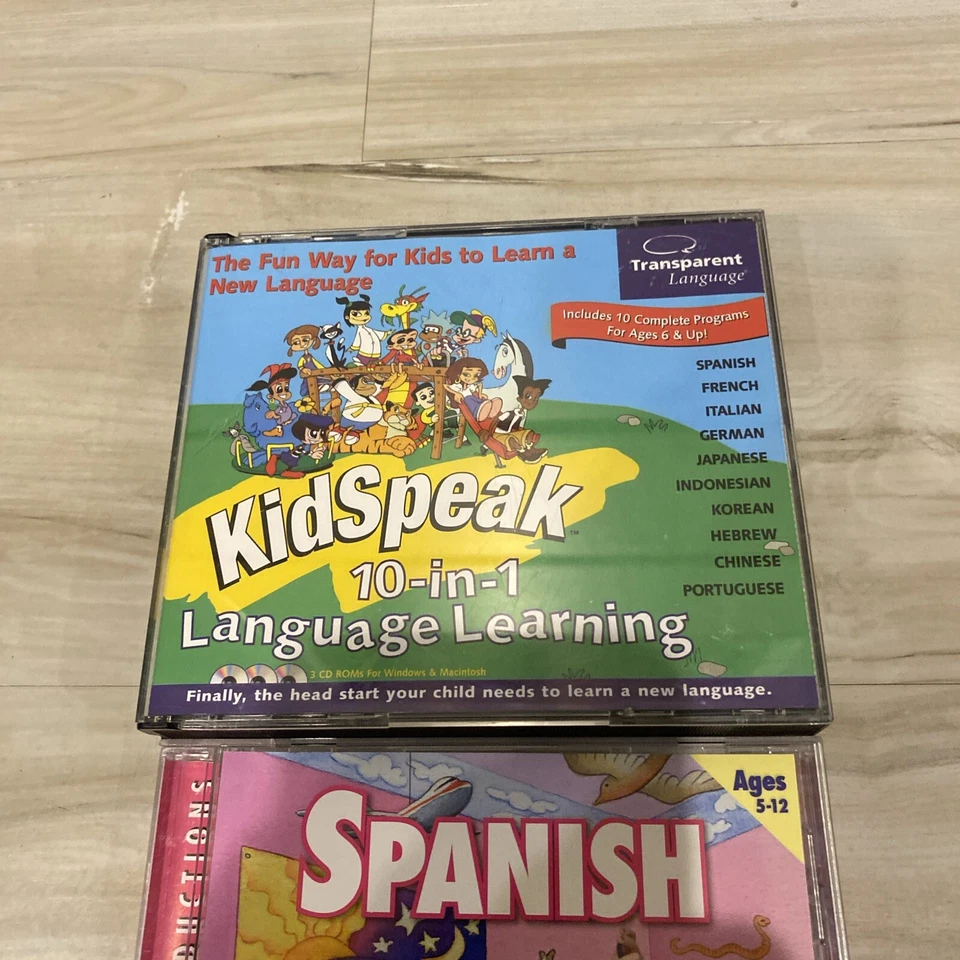 The Fun Way for Kids to Learn a
New Language
Transparent
Language
Includes 10 Complete Programs
For Ages 6 & Up!
SPANISH
FRENCH
ITALIAN
GERMAN
JAPANESE
INDONESIAN
KOREAN
HEBREW
CHINESE
PORTUGUESE
KidSpeak™
10-in-1
Language Learning
3 CD ROMs For Windows & Macintosh
Finally, the head start your child needs to learn a new language.
Ages
5-12
SPANISH